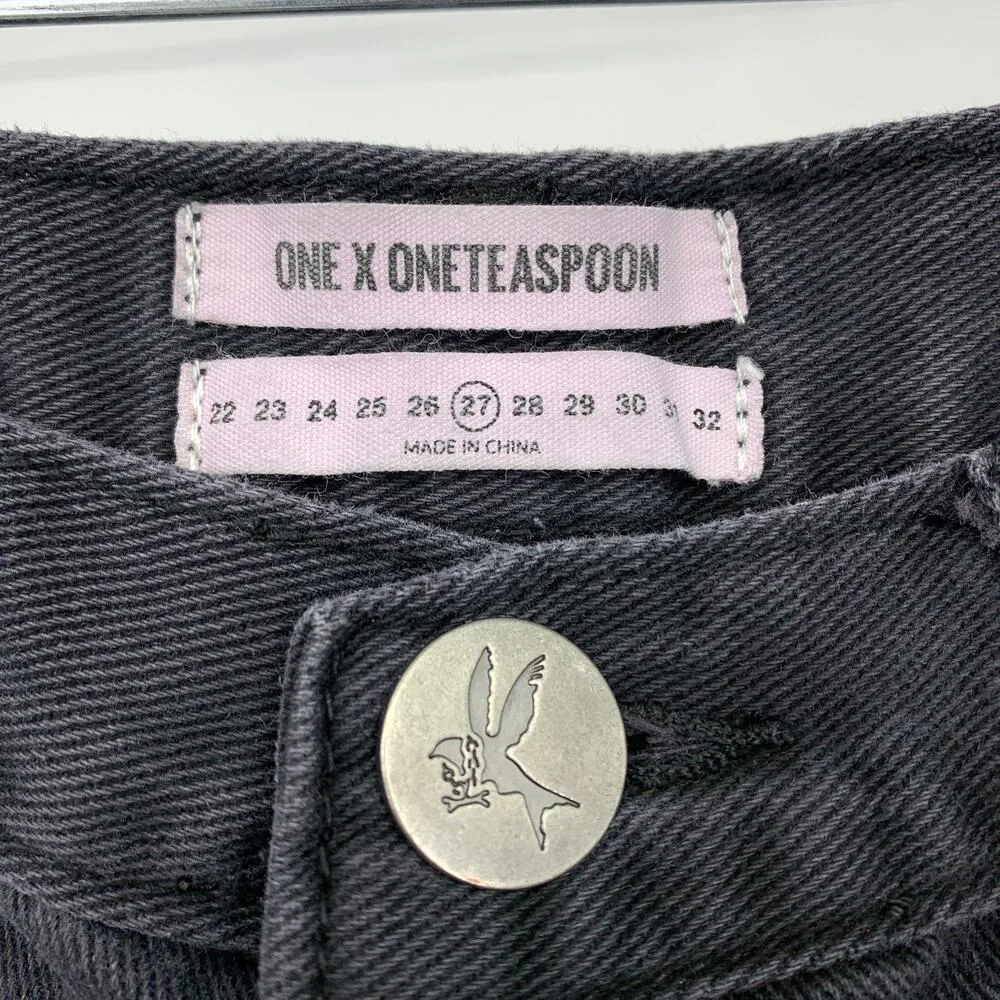 ONE X ONETEASPOON
22 23 24 25 26 27 28 29 30 31 32
MADE IN CHINA